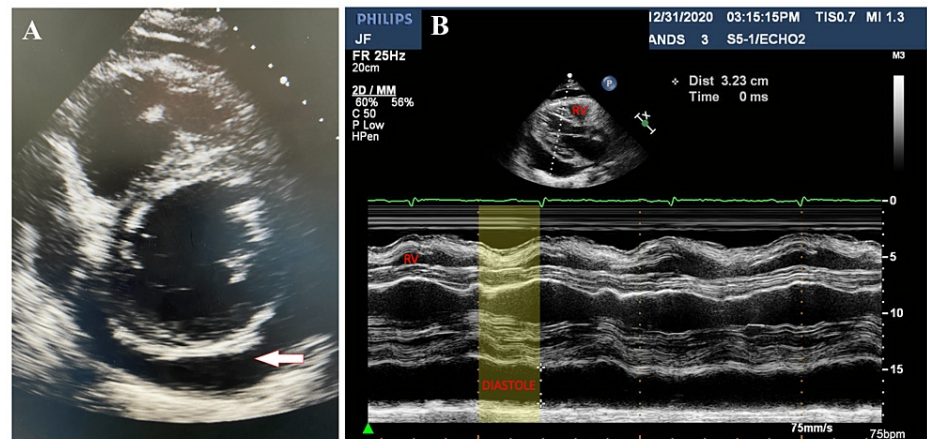 A
B
PHILIPS
JF
12/31/2020 03:15:15PM TIS0.7 MI 1.3
ANDS 3 S5-1/ECHO2
FR 25Hz
20cm
2D / MM
60% 56%
C 50
P Low
HPen
M3
P
RV
Dist 3.23 cm
Time 0 ms
0
RV
5
10
15
DIASTOLE
75mm/s
75bpm